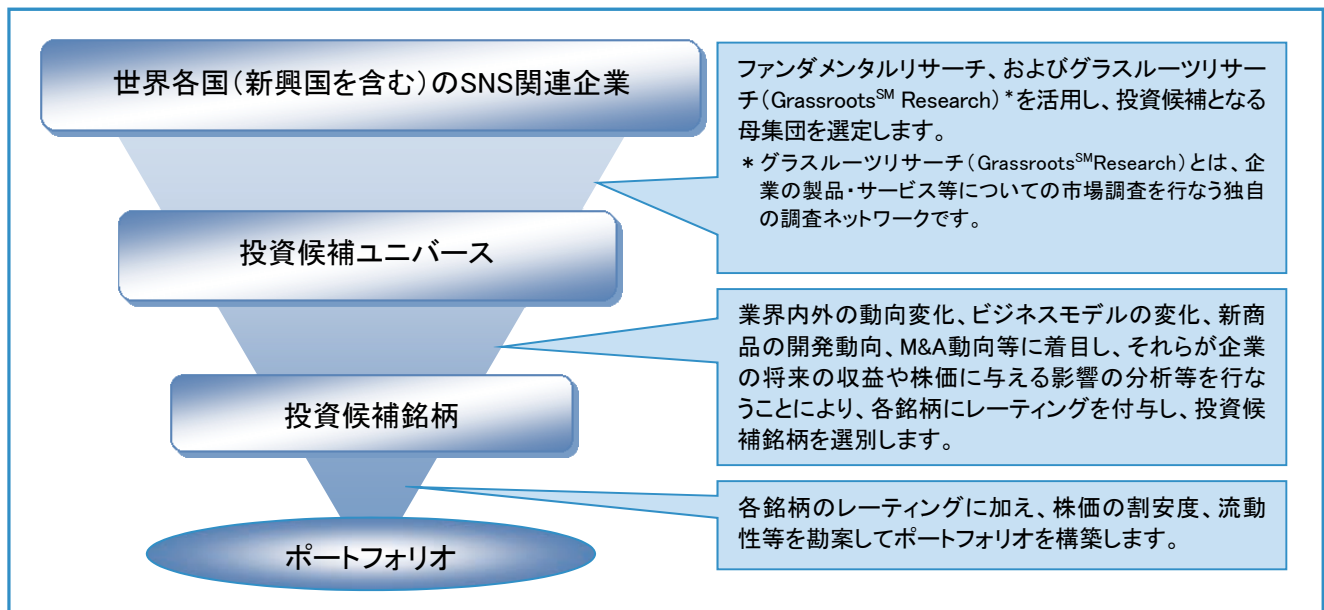 世界各国(新興国を含む)のSNS関連企業
ファンダメンタルリサーチ、およびグラスルーツリサー
チ(Grassroots℠ Research)*を活用し、投資候補となる
母集団を選定します。
* グラスルーツリサーチ(Grassroots℠Research)とは、企
業の製品・サービス等についての市場調査を行なう独自
の調査ネットワークです。
投資候補ユニバース
業界内外の動向変化、ビジネスモデルの変化、新商
品の開発動向、M&A動向等に着目し、それらが企業
の将来の収益や株価に与える影響の分析等を行な
うことにより、各銘柄にレーティングを付与し、投資候
補銘柄を選別します。
投資候補銘柄
各銘柄のレーティングに加え、株価の割安度、流動
性等を勘案してポートフォリオを構築します。
ポートフォリオ